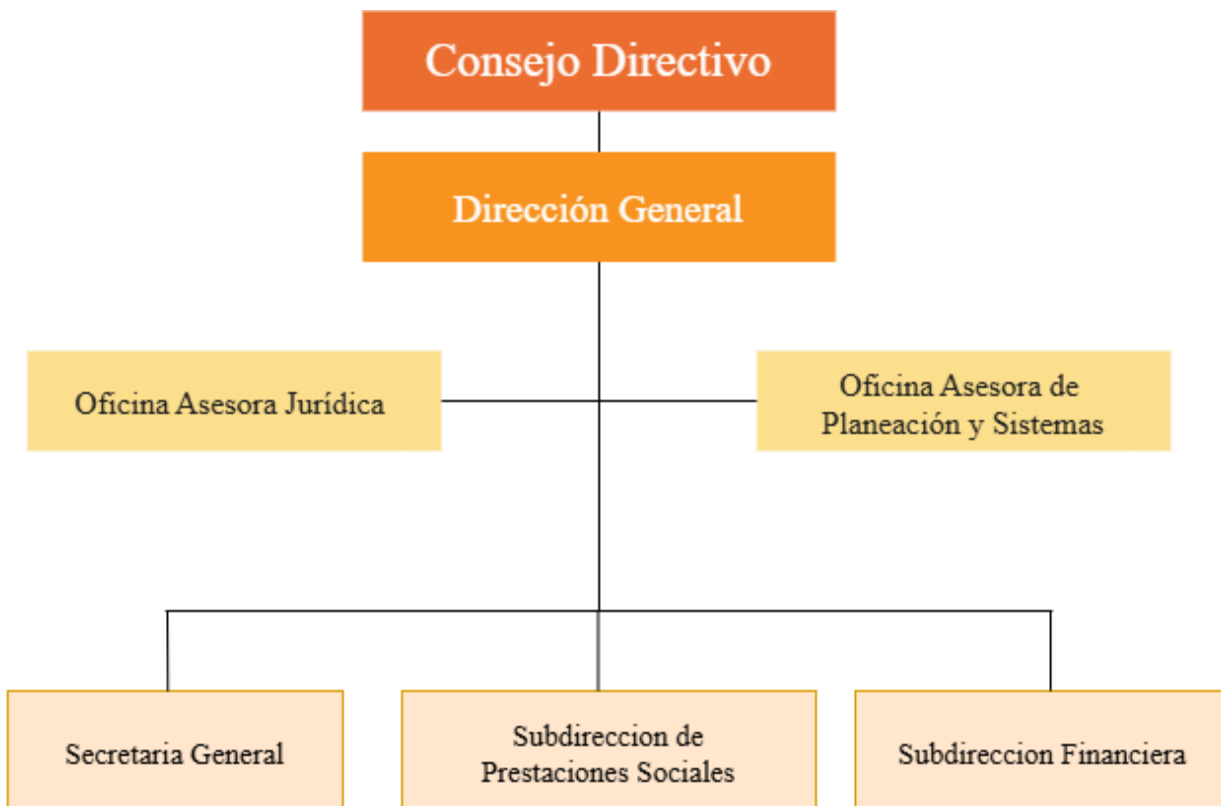 Consejo Directivo
Dirección General
Oficina Asesora Jurídica
Oficina Asesora de
Planeación y Sistemas
Secretaria General
Subdireccion de
Prestaciones Sociales
Subdireccion Financiera